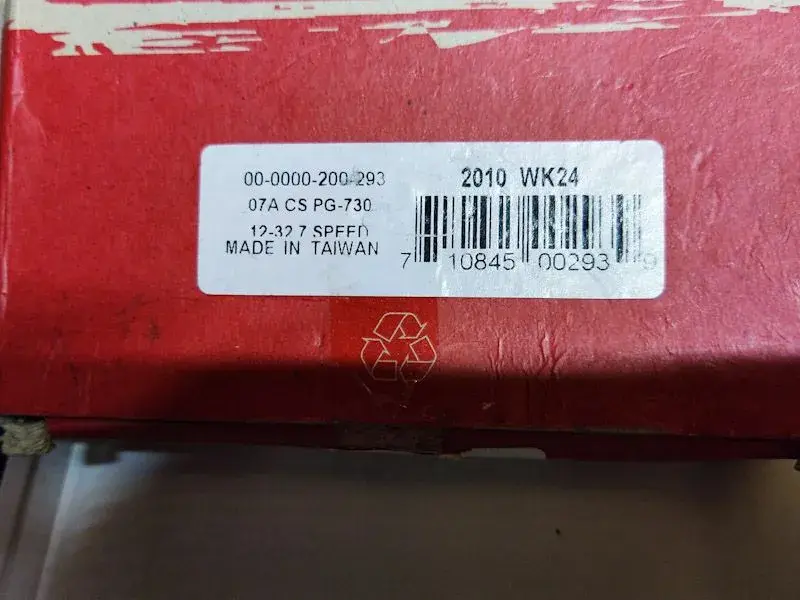 00-0000-200-293
07A CS PG-730
12-32 7 SPEED
MADE IN TAIWAN
2010 WK24
7 10845 00293 9